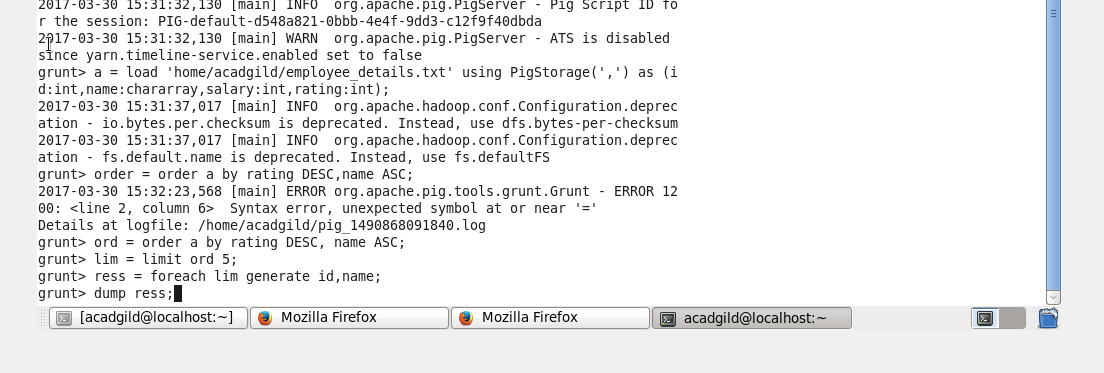 2017-03-30 15:31:32,130 [main] INFO  org.apache.pig.PigServer - Pig Script ID fo
r the session: PIG-default-d548a821-0bbb-4e4f-9dd3-c12f9f40dbda
2017-03-30 15:31:32,130 [main] WARN  org.apache.pig.PigServer - ATS is disabled
since yarn.timeline-service.enabled set to false
grunt> a = load 'home/acadgild/employee_details.txt' using PigStorage(',') as (i
d:int,name:chararray,salary:int,rating:int);
2017-03-30 15:31:37,017 [main] INFO  org.apache.hadoop.conf.Configuration.deprec
ation - io.bytes.per.checksum is deprecated. Instead, use dfs.bytes-per-checksum
2017-03-30 15:31:37,017 [main] INFO  org.apache.hadoop.conf.Configuration.deprec
ation - fs.default.name is deprecated. Instead, use fs.defaultFS
grunt> order = order a by rating DESC,name ASC;
2017-03-30 15:32:23,568 [main] ERROR org.apache.pig.tools.grunt.Grunt - ERROR 12
00: <line 2, column 6>  Syntax error, unexpected symbol at or near '='
Details at logfile: /home/acadgild/pig_1490868091840.log
grunt> ord = order a by rating DESC, name ASC;
grunt> lim = limit ord 5;
grunt> ress = foreach lim generate id,name;
grunt> dump ress;
[acadgild@localhost:~] Mozilla Firefox Mozilla Firefox acadgild@localhost:~